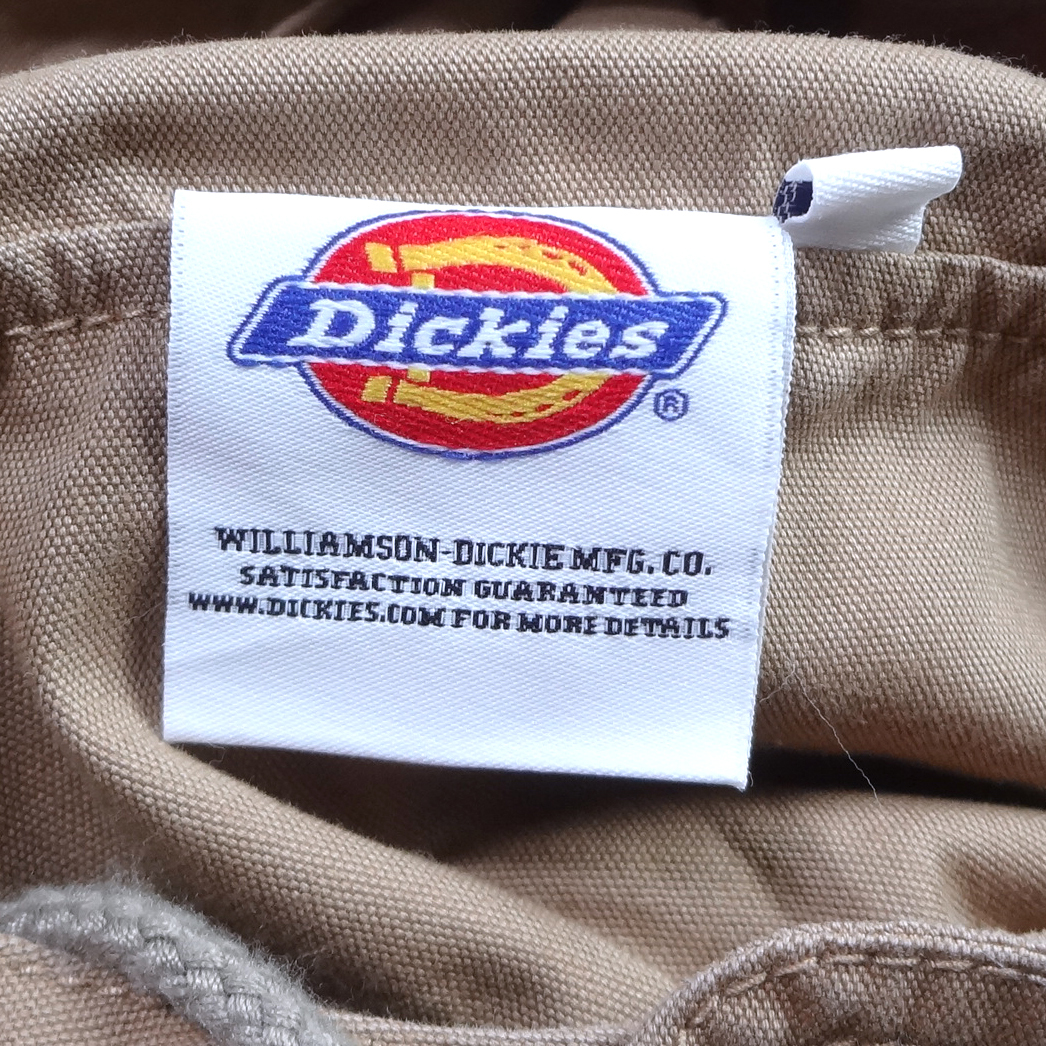 Dickies
®
WILLIAMSON-DICKIE MFG. CO.
SATISFACTION GUARANTEED
WWW.DICKIES.COM FOR MORE DETAILS